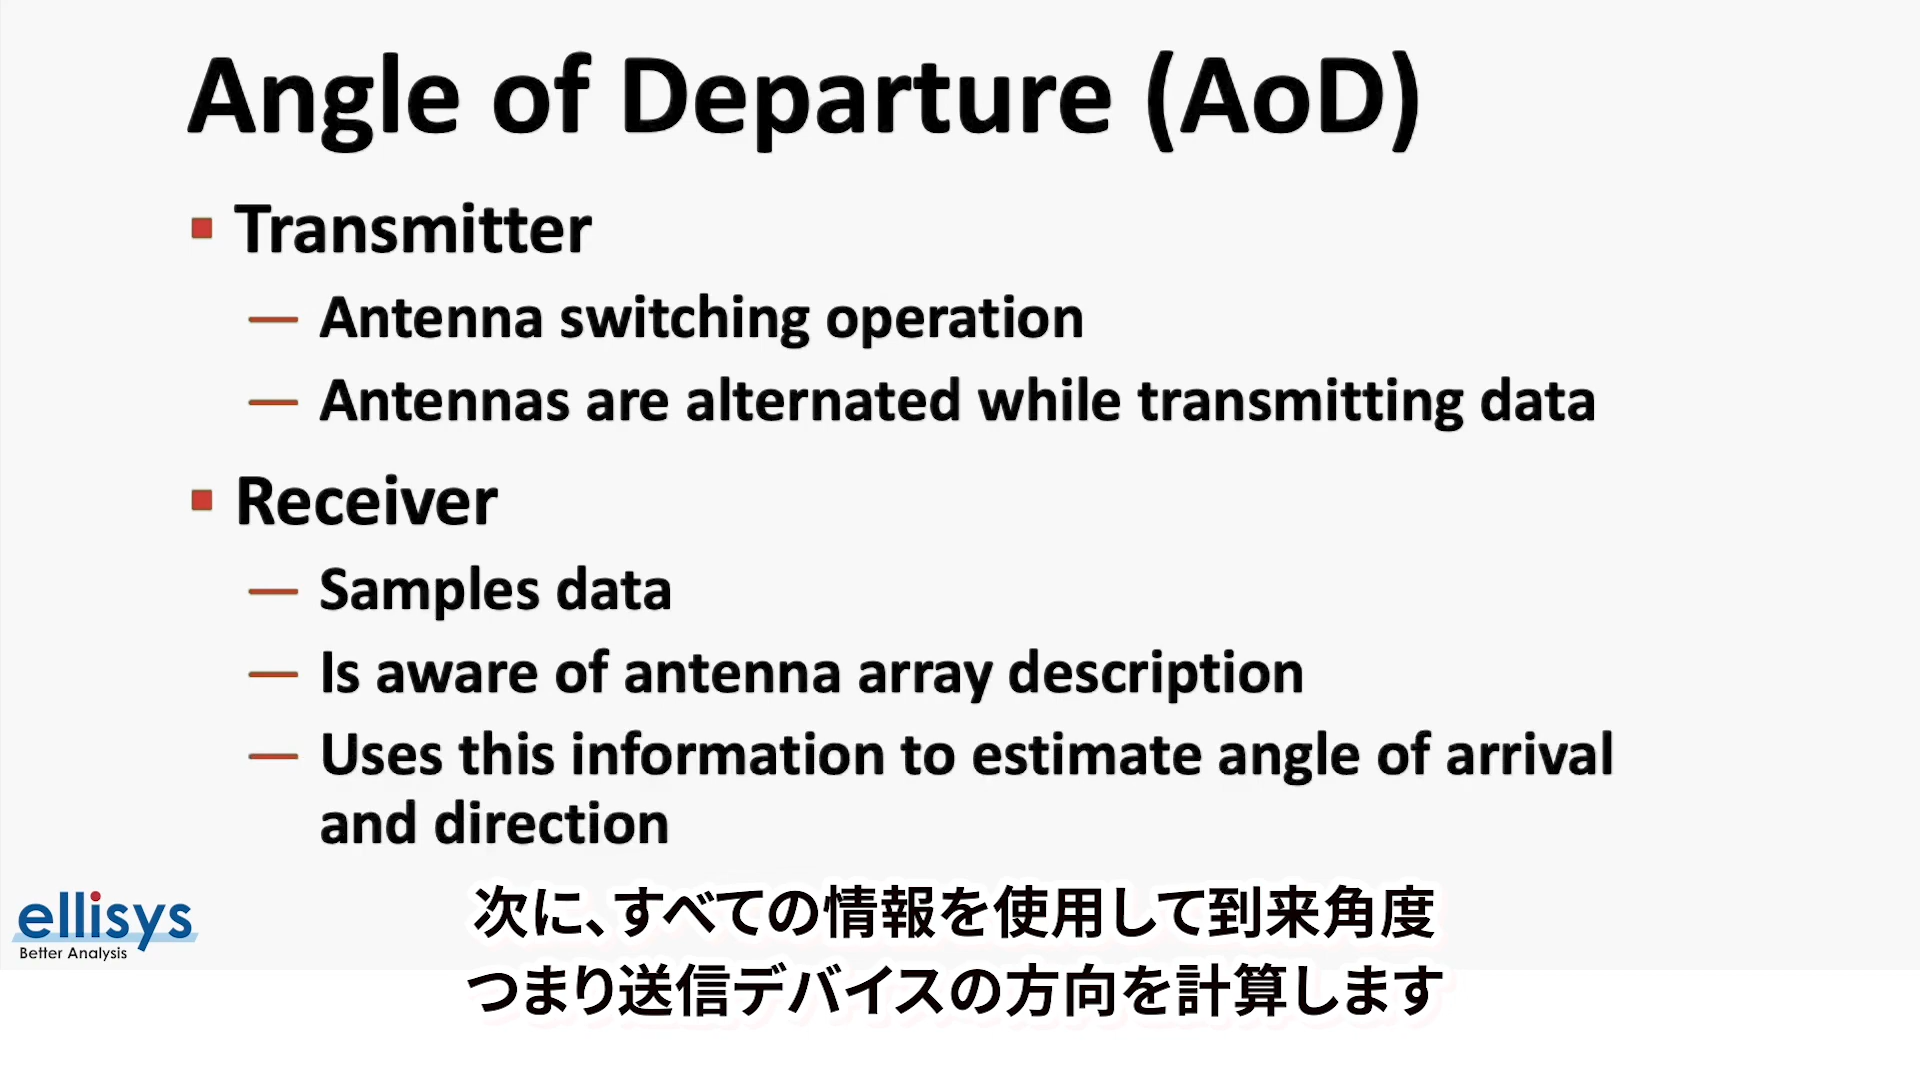 Angle of Departure (AoD)
▪ Transmitter
— Antenna switching operation
— Antennas are alternated while transmitting data
▪ Receiver
— Samples data
— Is aware of antenna array description
— Uses this information to estimate angle of arrival
and direction
ellisys
Better Analysis
次に、すべての情報を使用して到来角度
つまり送信デバイスの方向を計算します